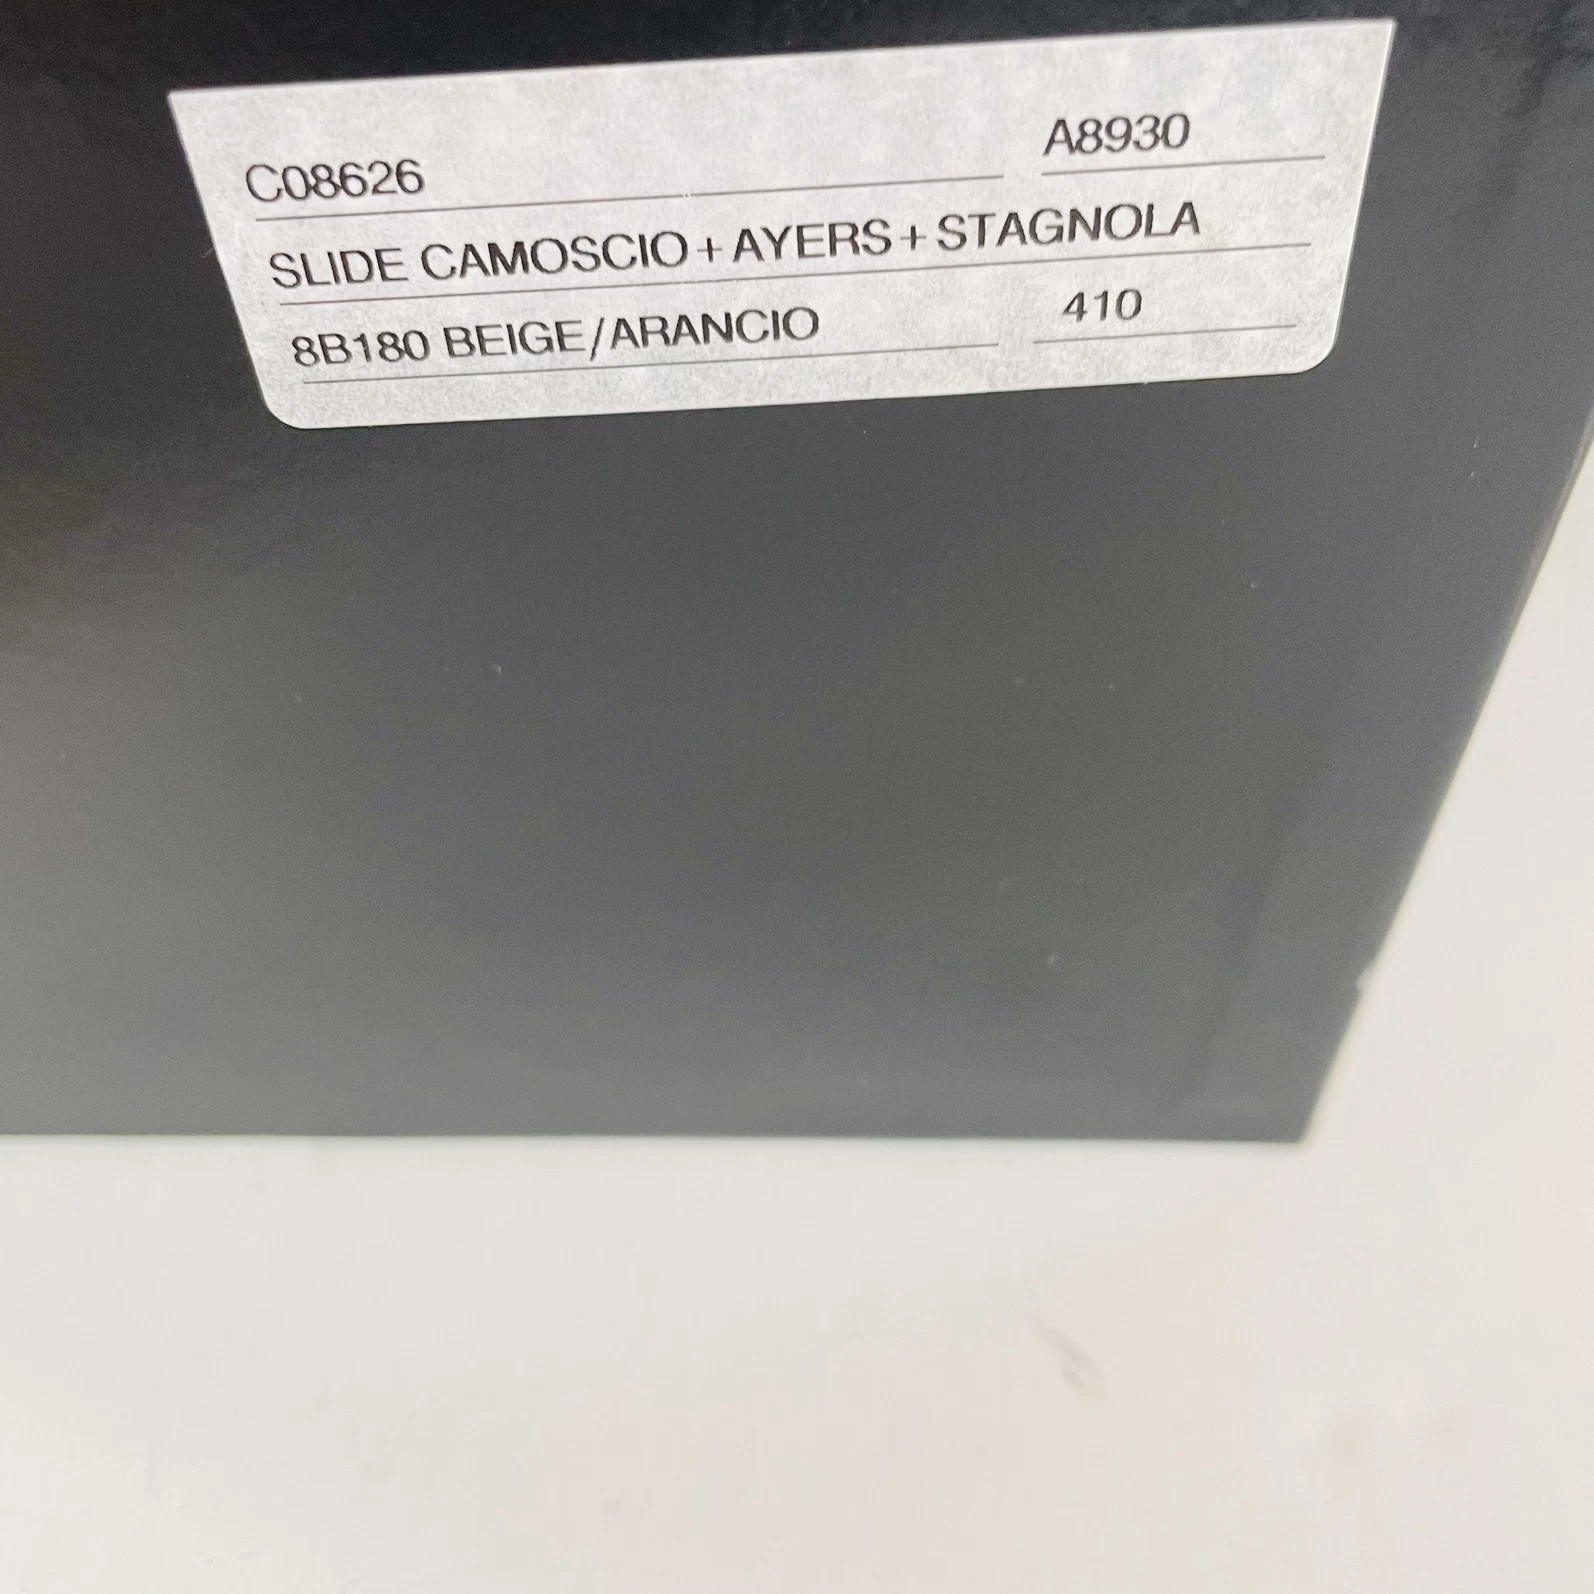 C08626 A8930
SLIDE CAMOSCIO+AYERS+STAGNOLA
8B180 BEIGE/ARANCIO 410